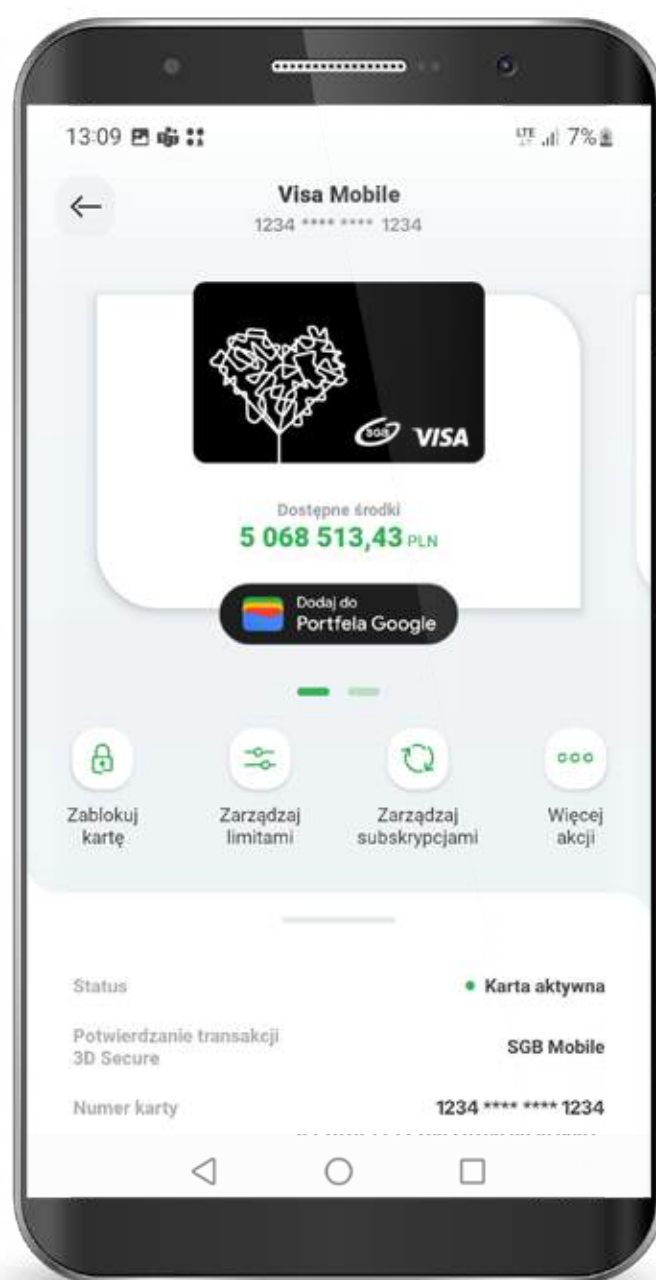 13:09
LTE 7%
Visa Mobile
1234 **** **** 1234
SGB VISA
Dostępne środki
5 068 513,43 PLN
Dodaj do
Portfela Google
Zablokuj
kartę
Zarządzaj
limitami
Zarządzaj
subskrypcjami
Więcej
akcji
Status
Karta aktywna
Potwierdzanie transakcji
3D Secure
SGB Mobile
Numer karty
1234 **** **** 1234